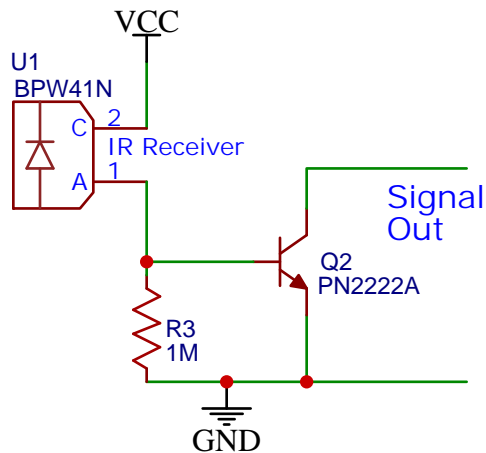 VCC
U1
BPW41N
C
2
IR Receiver
1
A
Signal
Out
Q2
PN2222A
R3
1M
GND